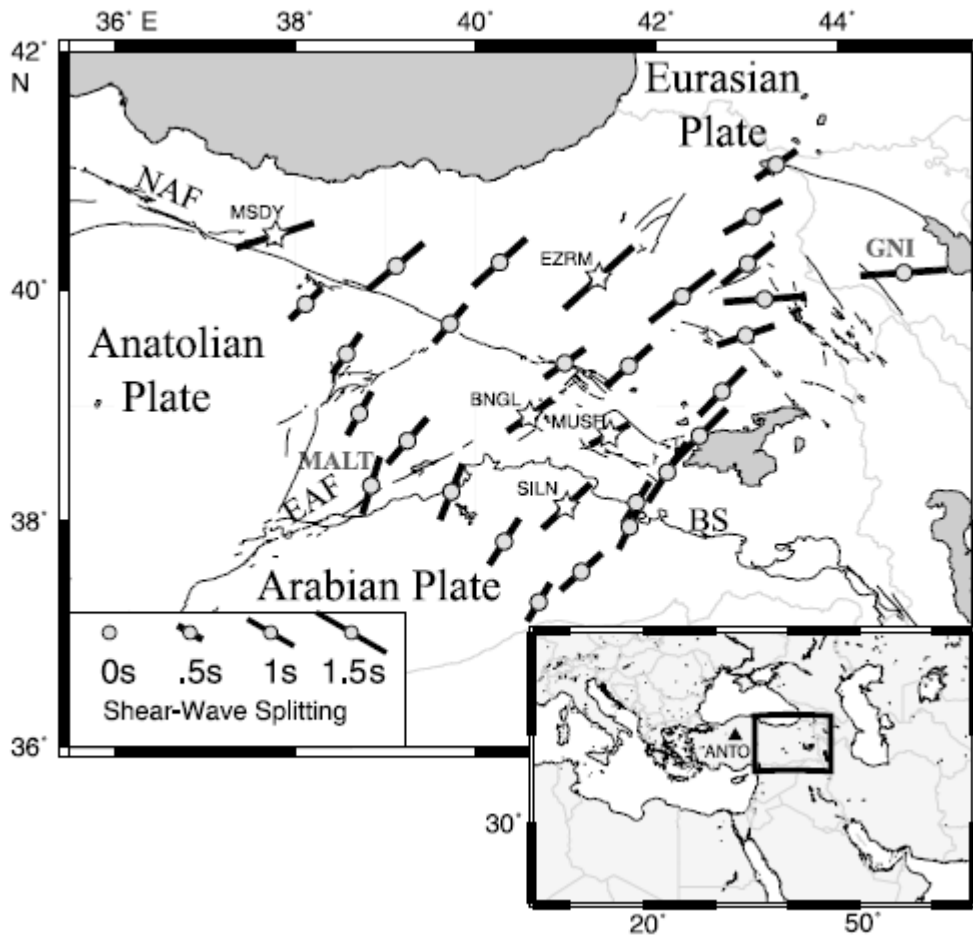 36° E 38° 40° 42° 44°
42°
N
40°
38°
36°
Eurasian
Plate
NAF
MSDY
EZRM
GNI
Anatolian
Plate
BNGL
MUSH
MALT
EAF
SILN
BS
Arabian Plate
0s .5s 1s 1.5s
Shear-Wave Splitting
ANTO
30°
20° 50°